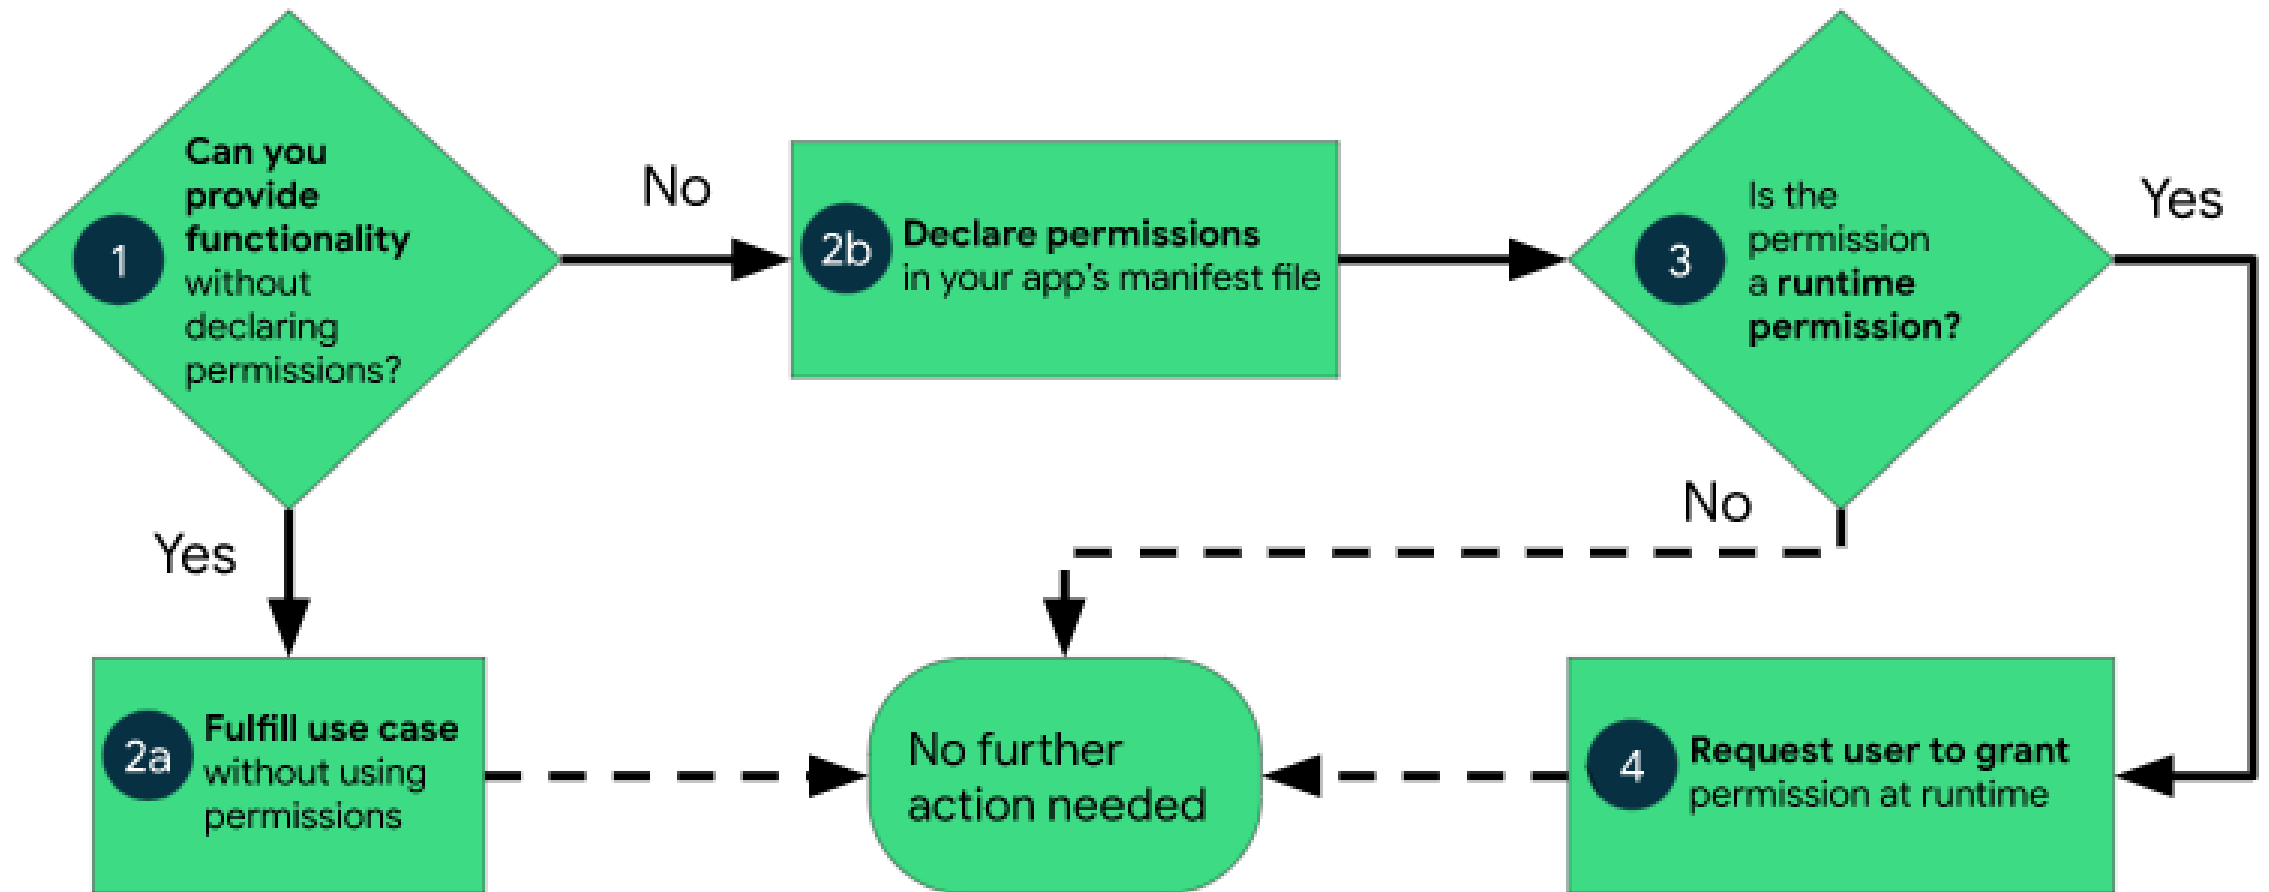 1
Can you
provide
functionality
without
declaring
permissions?
No
2b
Declare permissions
in your app's manifest file
3
Is the
permission
a runtime
permission?
Yes
No
Yes
2a
Fulfill use case
without using
permissions
No further
action needed
4
Request user to grant
permission at runtime